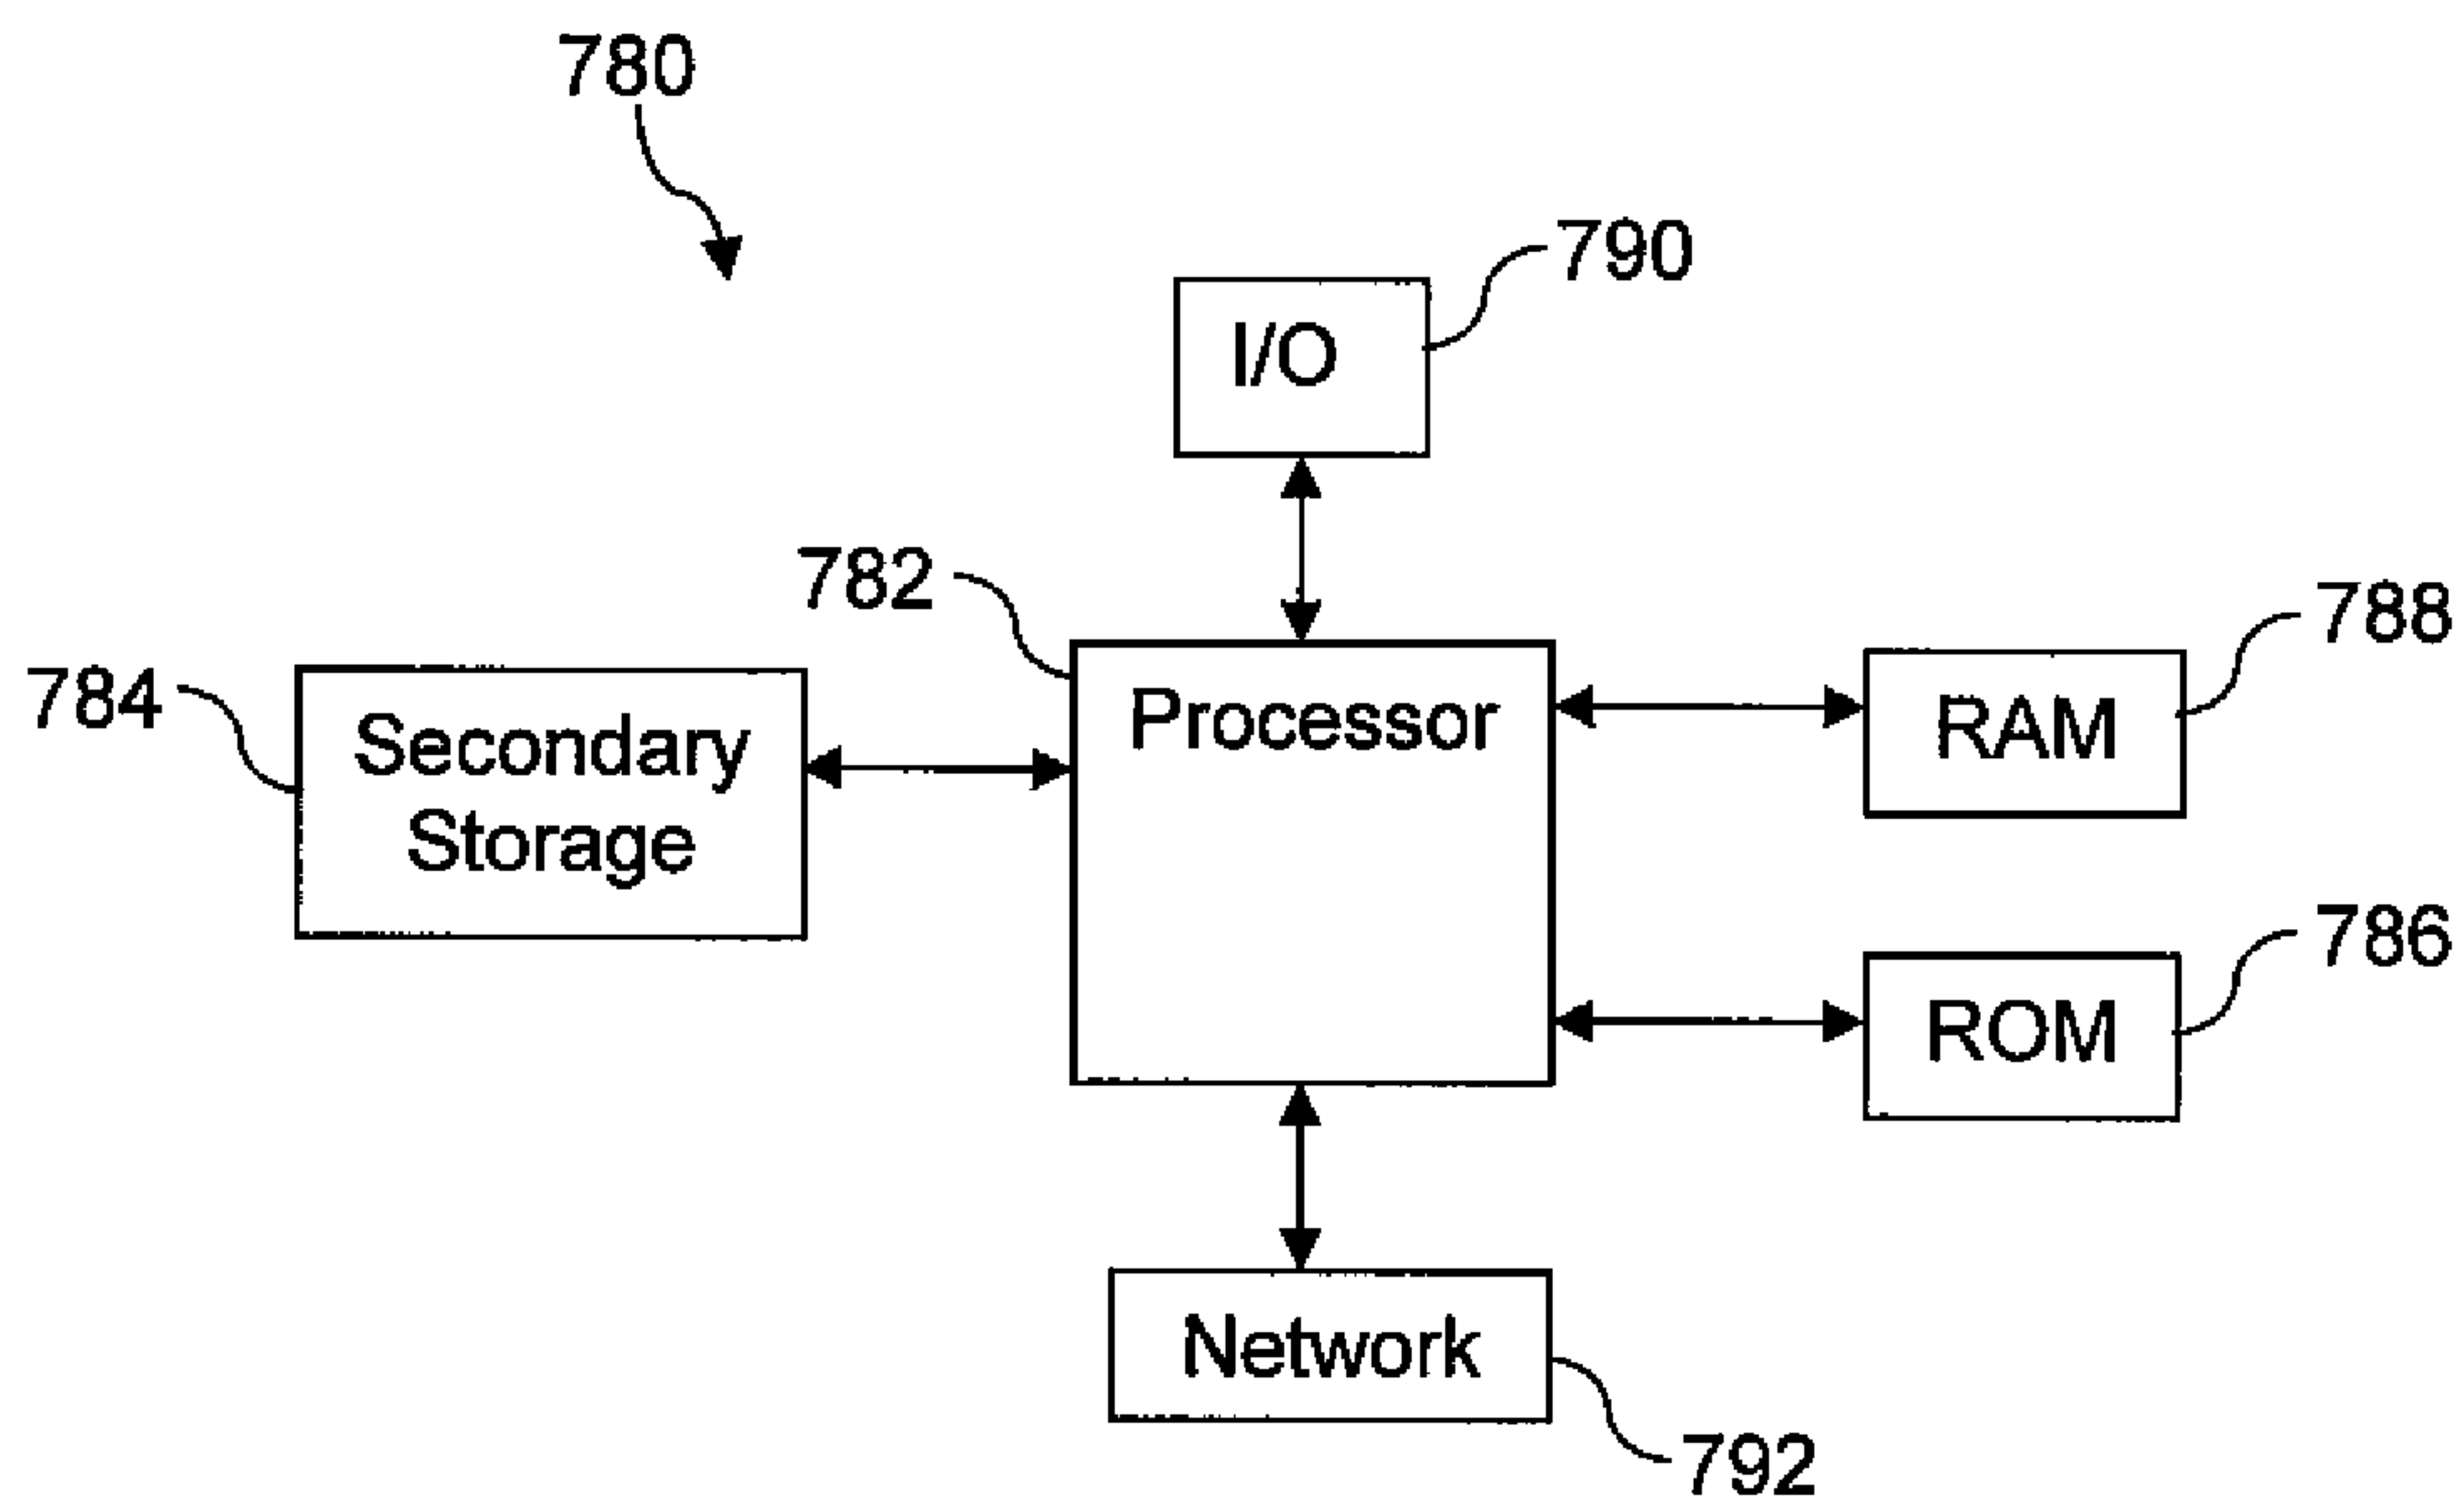 780
790
I/O
782
788
784
Processor
RAM
Secondary
Storage
786
ROM
Network
792